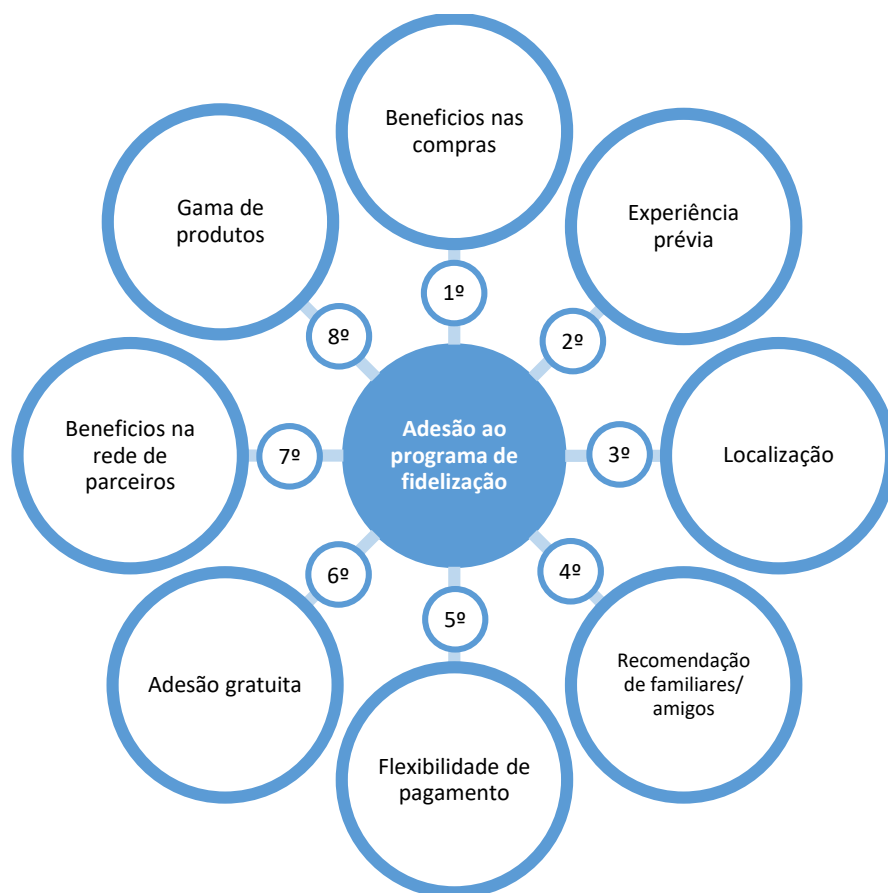 Beneficios nas
compras
1º
Experiência
prévia
2º
Localização
3º
Recomendação
de familiares/
amigos
4º
Flexibilidade de
pagamento
5º
Adesão gratuita
6º
Beneficios na
rede de
parceiros
7º
Gama de
produtos
8º
Adesão ao
programa de
fidelização